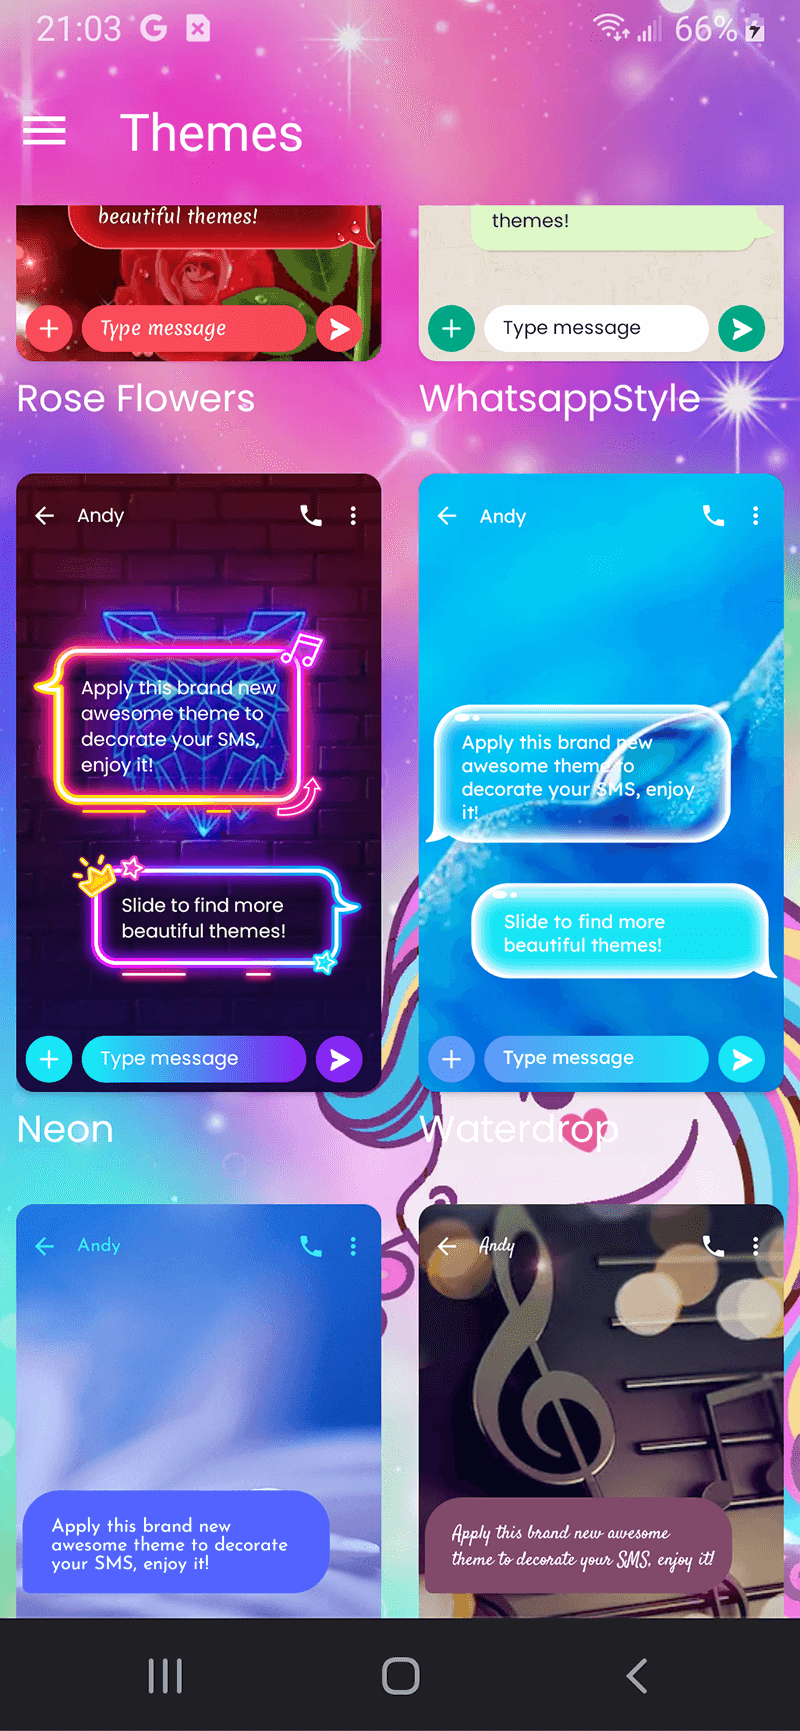 21:03 G 66%
Themes
beautiful themes!
Type message
Rose Flowers
themes!
Type message
WhatsappStyle
Andy
Apply this brand new
awesome theme to
decorate your SMS,
enjoy it!
Slide to find more
beautiful themes!
Type message
Neon
Andy
Apply this brand new
awesome theme to
decorate your SMS, enjoy
it!
Slide to find more
beautiful themes!
Type message
Waterdrop
Andy
Apply this brand new
awesome theme to decorate
your SMS, enjoy it!
Andy
Apply this brand new awesome
theme to decorate your SMS, enjoy it!